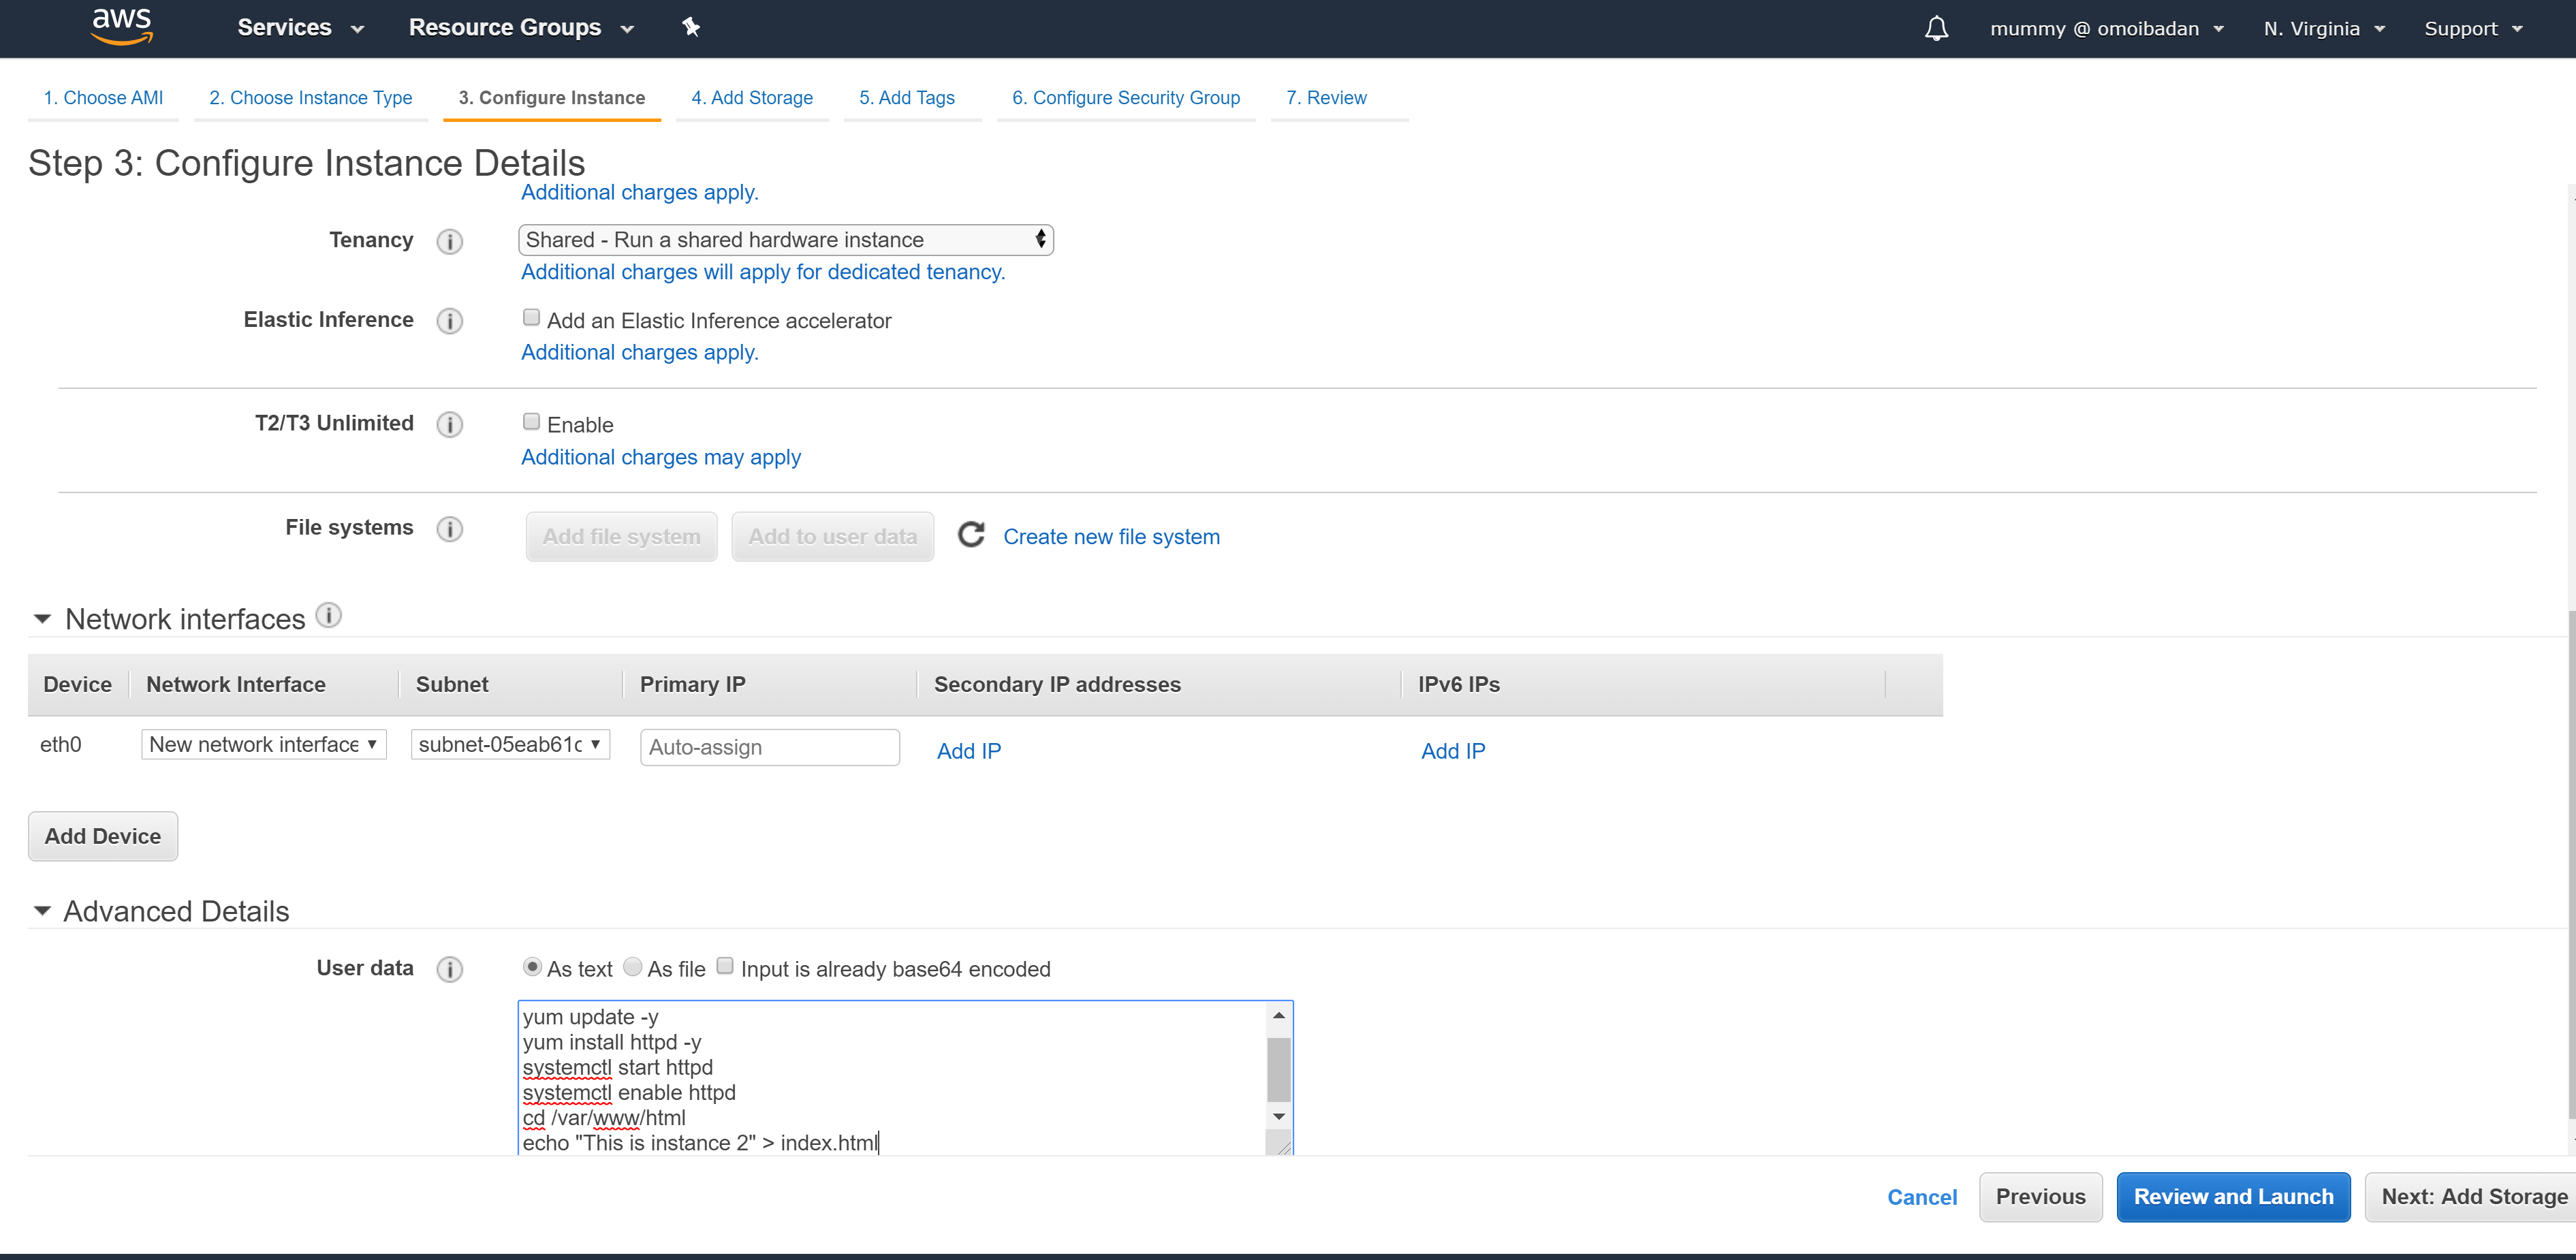 aws Services Resource Groups mummy @ omoibadan N. Virginia Support
1. Choose AMI 2. Choose Instance Type 3. Configure Instance 4. Add Storage 5. Add Tags 6. Configure Security Group 7. Review
Step 3: Configure Instance Details
Additional charges apply.
Tenancy i Shared - Run a shared hardware instance
Additional charges will apply for dedicated tenancy.
Elastic Inference i Add an Elastic Inference accelerator
Additional charges apply.
T2/T3 Unlimited i Enable
Additional charges may apply
File systems i Add file system Add to user data Create new file system
Network interfaces i
Device Network Interface Subnet Primary IP Secondary IP addresses IPv6 IPs
eth0 New network interface subnet-05eab61c Auto-assign Add IP Add IP
Add Device
Advanced Details
User data i As text As file Input is already base64 encoded
yum update -y
yum install httpd -y
systemctl start httpd
systemctl enable httpd
cd /var/www/html
echo "This is instance 2" > index.html
Cancel Previous Review and Launch Next: Add Storage